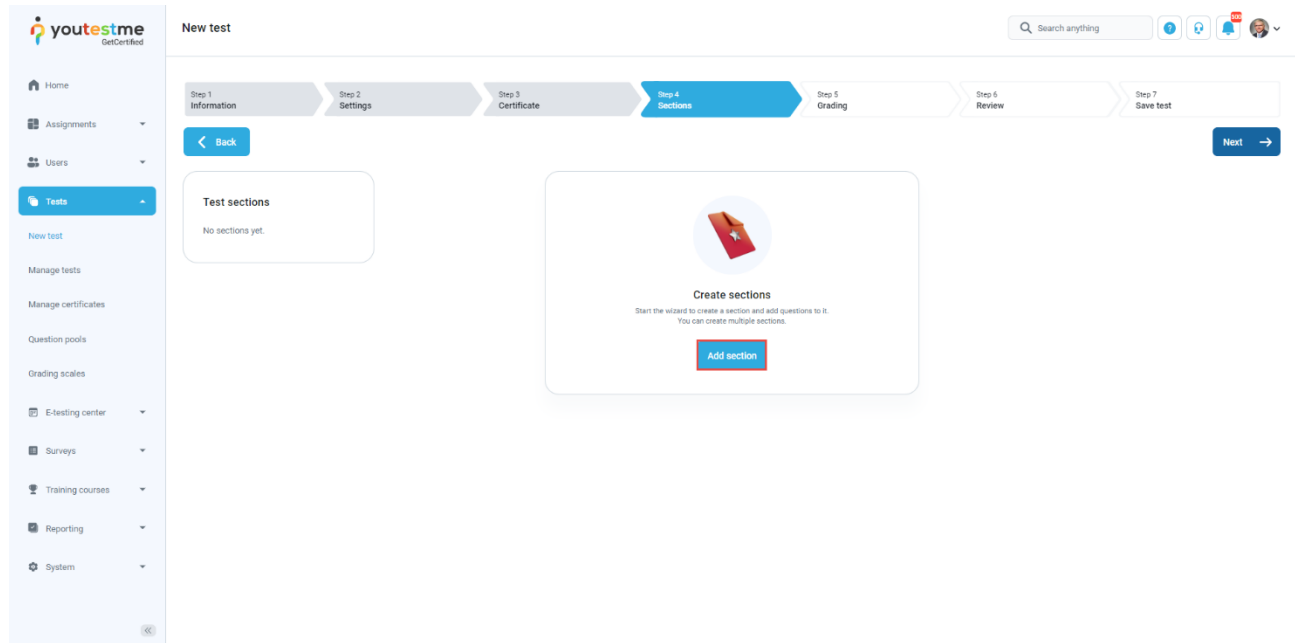 youtestme
GetCertified
New test
Search anything
?
500
Home
Assignments
Users
Tests
New test
Manage tests
Manage certificates
Question pools
Grading scales
E-testing center
Surveys
Training courses
Reporting
System
Step 1
Information
Step 2
Settings
Step 3
Certificate
Step 4
Sections
Step 5
Grading
Step 6
Review
Step 7
Save test
Back
Next
Test sections
No sections yet.
Create sections
Start the wizard to create a section and add questions to it.
You can create multiple sections.
Add section